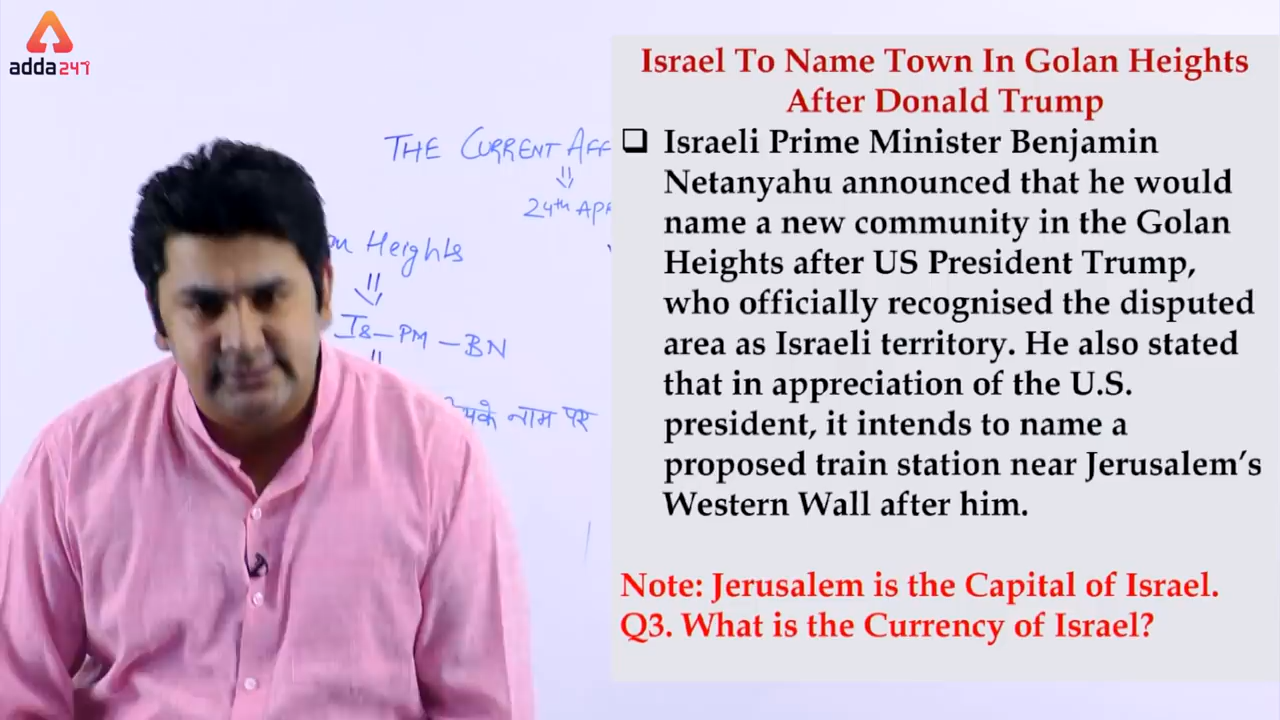 adda247
Israel To Name Town In Golan Heights
After Donald Trump
❑ Israeli Prime Minister Benjamin
Netanyahu announced that he would
name a new community in the Golan
Heights after US President Trump,
who officially recognised the disputed
area as Israeli territory. He also stated
that in appreciation of the U.S.
president, it intends to name a
proposed train station near Jerusalem’s
Western Wall after him.
Note: Jerusalem is the Capital of Israel.
Q3. What is the Currency of Israel?
THE CURRENT AFF
24th Apr
Heights
Is – PM – BN
नाम पर